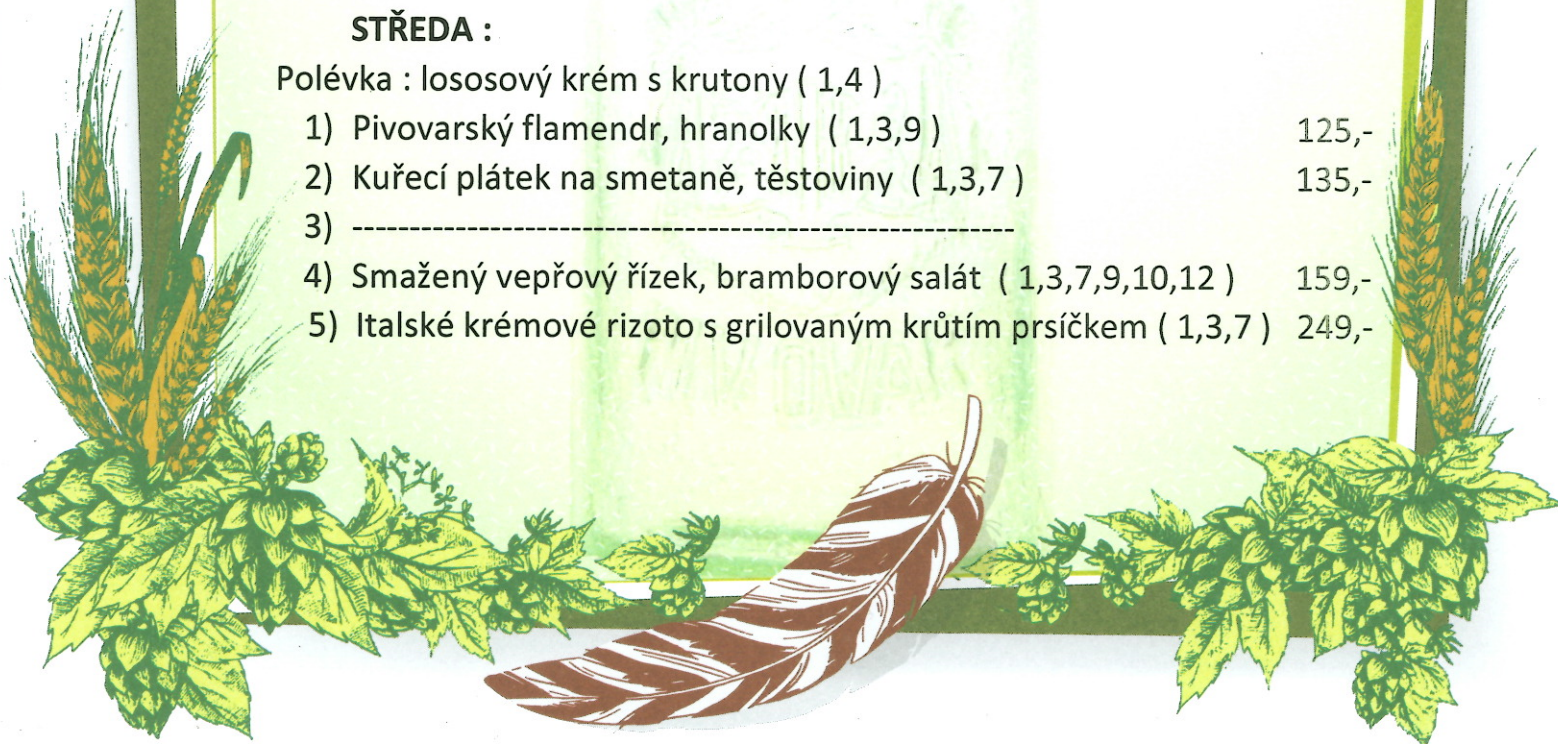 STŘEDA :
Polévka : lososový krém s krutony ( 1,4 )
1) Pivovarský flamendr, hranolky ( 1,3,9 ) 125,-
2) Kuřecí plátek na smetaně, těstoviny ( 1,3,7 ) 135,-
3) ----------------------------------------------------------
4) Smažený vepřový řízek, bramborový salát ( 1,3,7,9,10,12 ) 159,-
5) Italské krémové rizoto s grilovaným krůtím prsíčkem ( 1,3,7 ) 249,-